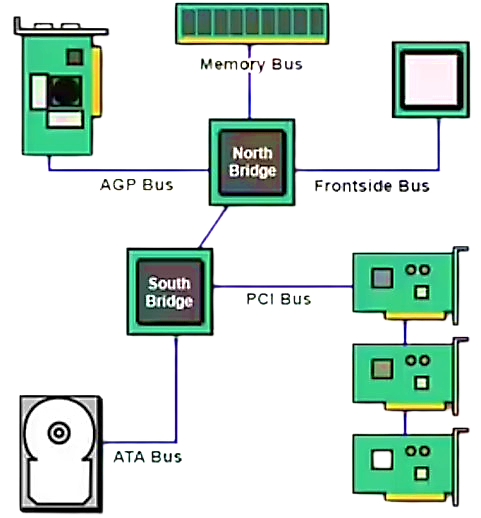 Memory Bus
North
Bridge
AGP Bus
Frontside Bus
South
Bridge
PCI Bus
ATA Bus